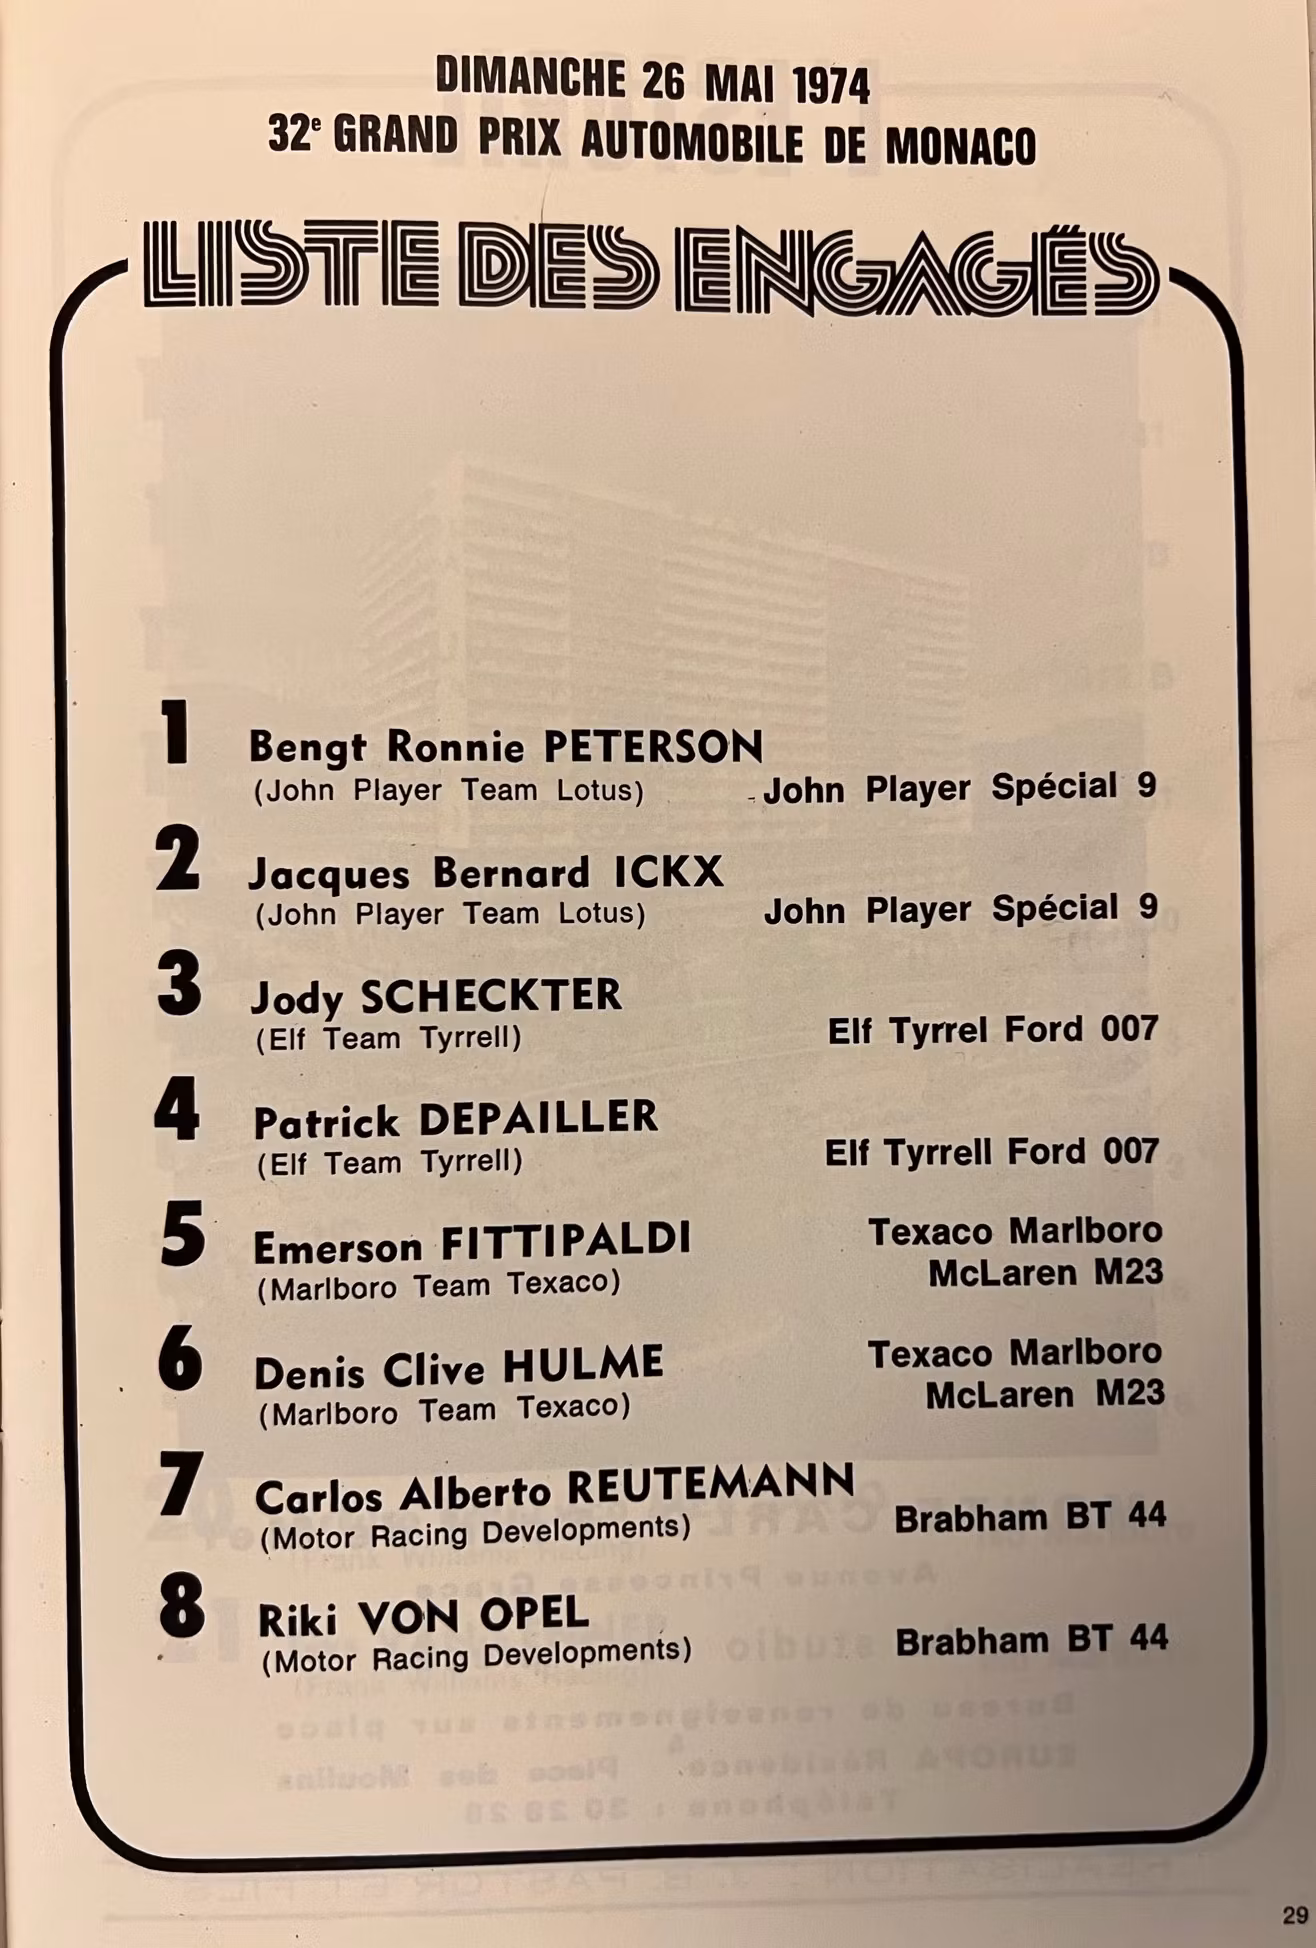 DIMANCHE 26 MAI 1974
32e GRAND PRIX AUTOMOBILE DE MONACO
LISTE DES ENGAGÉS
1 Bengt Ronnie PETERSON
(John Player Team Lotus) John Player Spécial 9
2 Jacques Bernard ICKX
(John Player Team Lotus) John Player Spécial 9
3 Jody SCHECKTER
(Elf Team Tyrrell) Elf Tyrrel Ford 007
4 Patrick DEPAILLER
(Elf Team Tyrrell) Elf Tyrrell Ford 007
5 Emerson FITTIPALDI Texaco Marlboro
(Marlboro Team Texaco) McLaren M23
6 Denis Clive HULME Texaco Marlboro
(Marlboro Team Texaco) McLaren M23
7 Carlos Alberto REUTEMANN
(Motor Racing Developments) Brabham BT 44
8 Riki VON OPEL
(Motor Racing Developments) Brabham BT 44
29